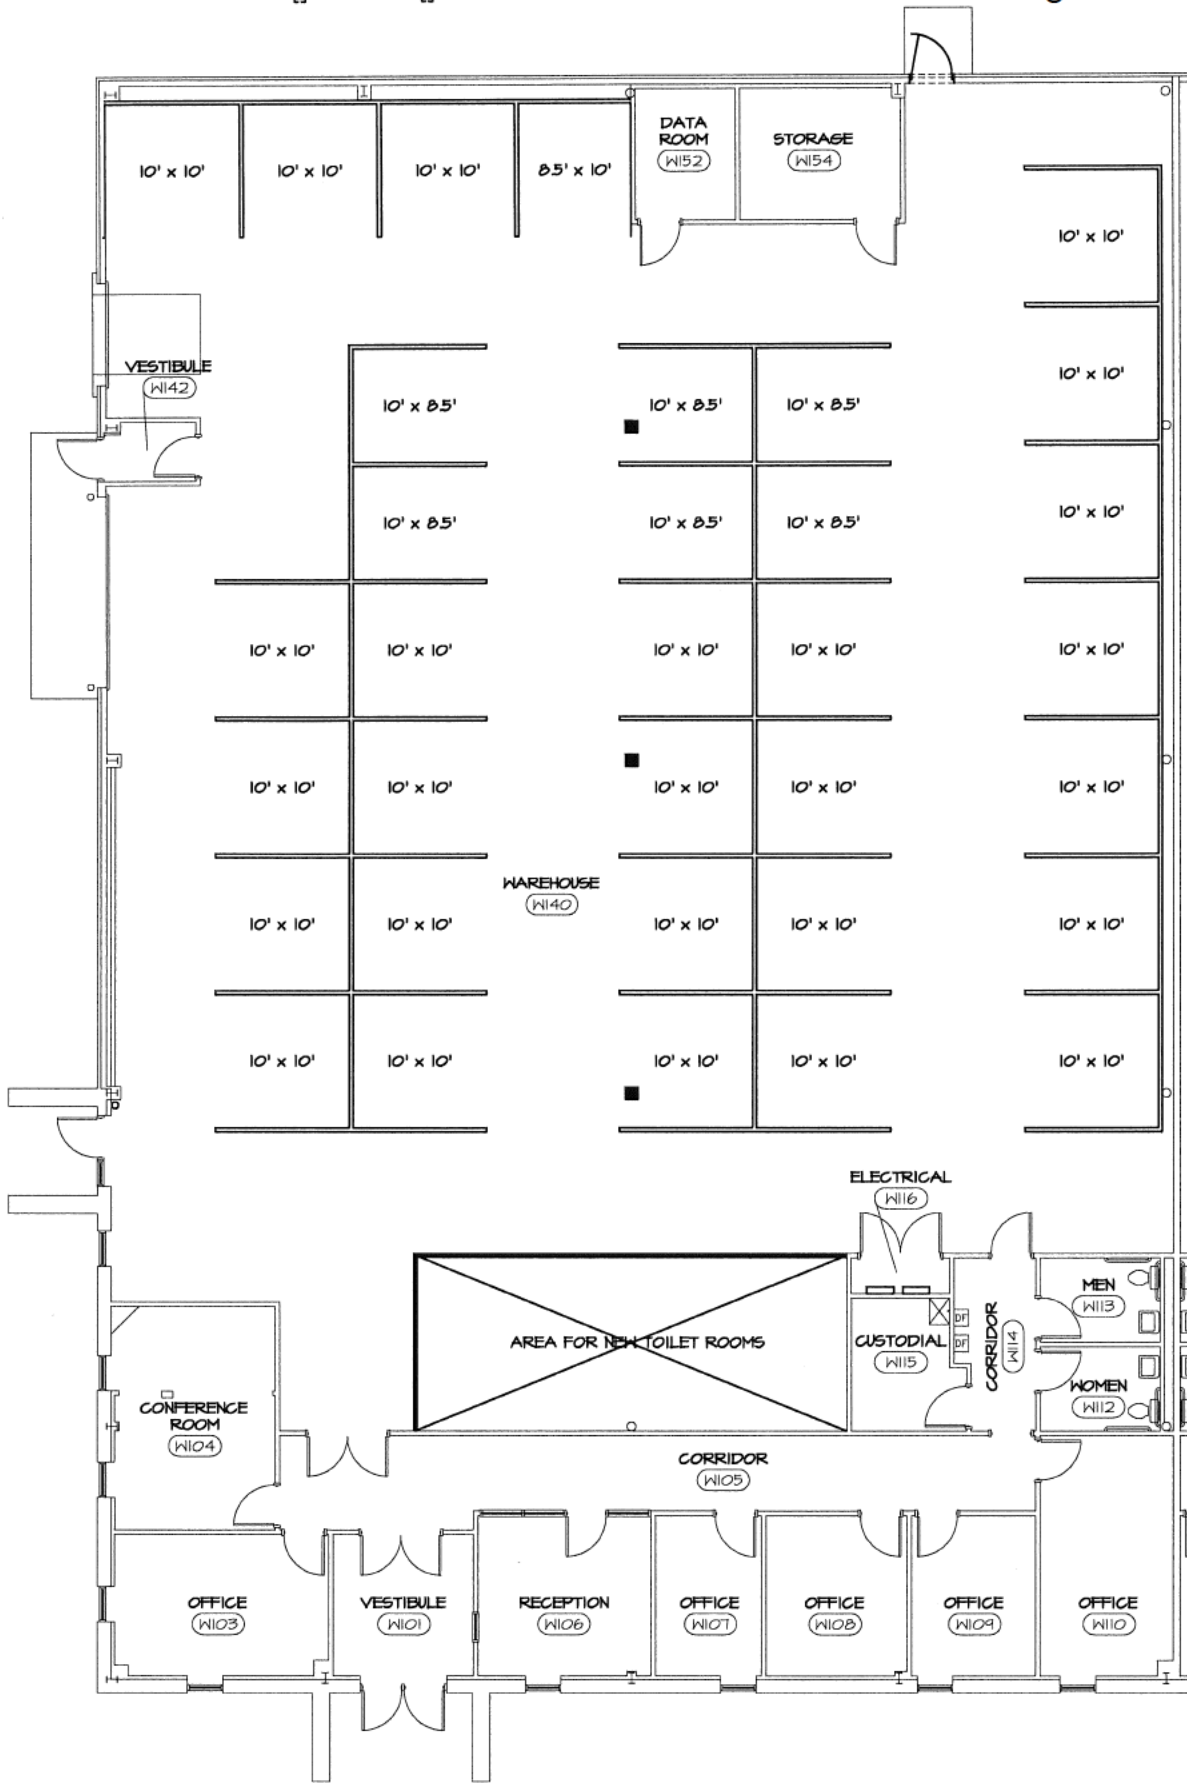 DATA
ROOM
W152
STORAGE
W154
10' x 10'
10' x 10'
10' x 10'
8.5' x 10'
10' x 10'
VESTIBULE
W142
10' x 10'
10' x 8.5'
10' x 8.5'
10' x 8.5'
10' x 8.5'
10' x 8.5'
10' x 8.5'
10' x 10'
10' x 10'
10' x 10'
10' x 10'
10' x 10'
10' x 10'
10' x 10'
10' x 10'
10' x 10'
10' x 10'
10' x 10'
WAREHOUSE
W140
10' x 10'
10' x 10'
10' x 10'
10' x 10'
10' x 10'
10' x 10'
10' x 10'
10' x 10'
10' x 10'
10' x 10'
ELECTRICAL
W116
MEN
W113
AREA FOR NEW TOILET ROOMS
CUSTODIAL
W115
DF
DF
CORRIDOR
W114
WOMEN
W112
CONFERENCE
ROOM
W104
CORRIDOR
W105
OFFICE
W103
VESTIBULE
W101
RECEPTION
W106
OFFICE
W107
OFFICE
W108
OFFICE
W109
OFFICE
W110